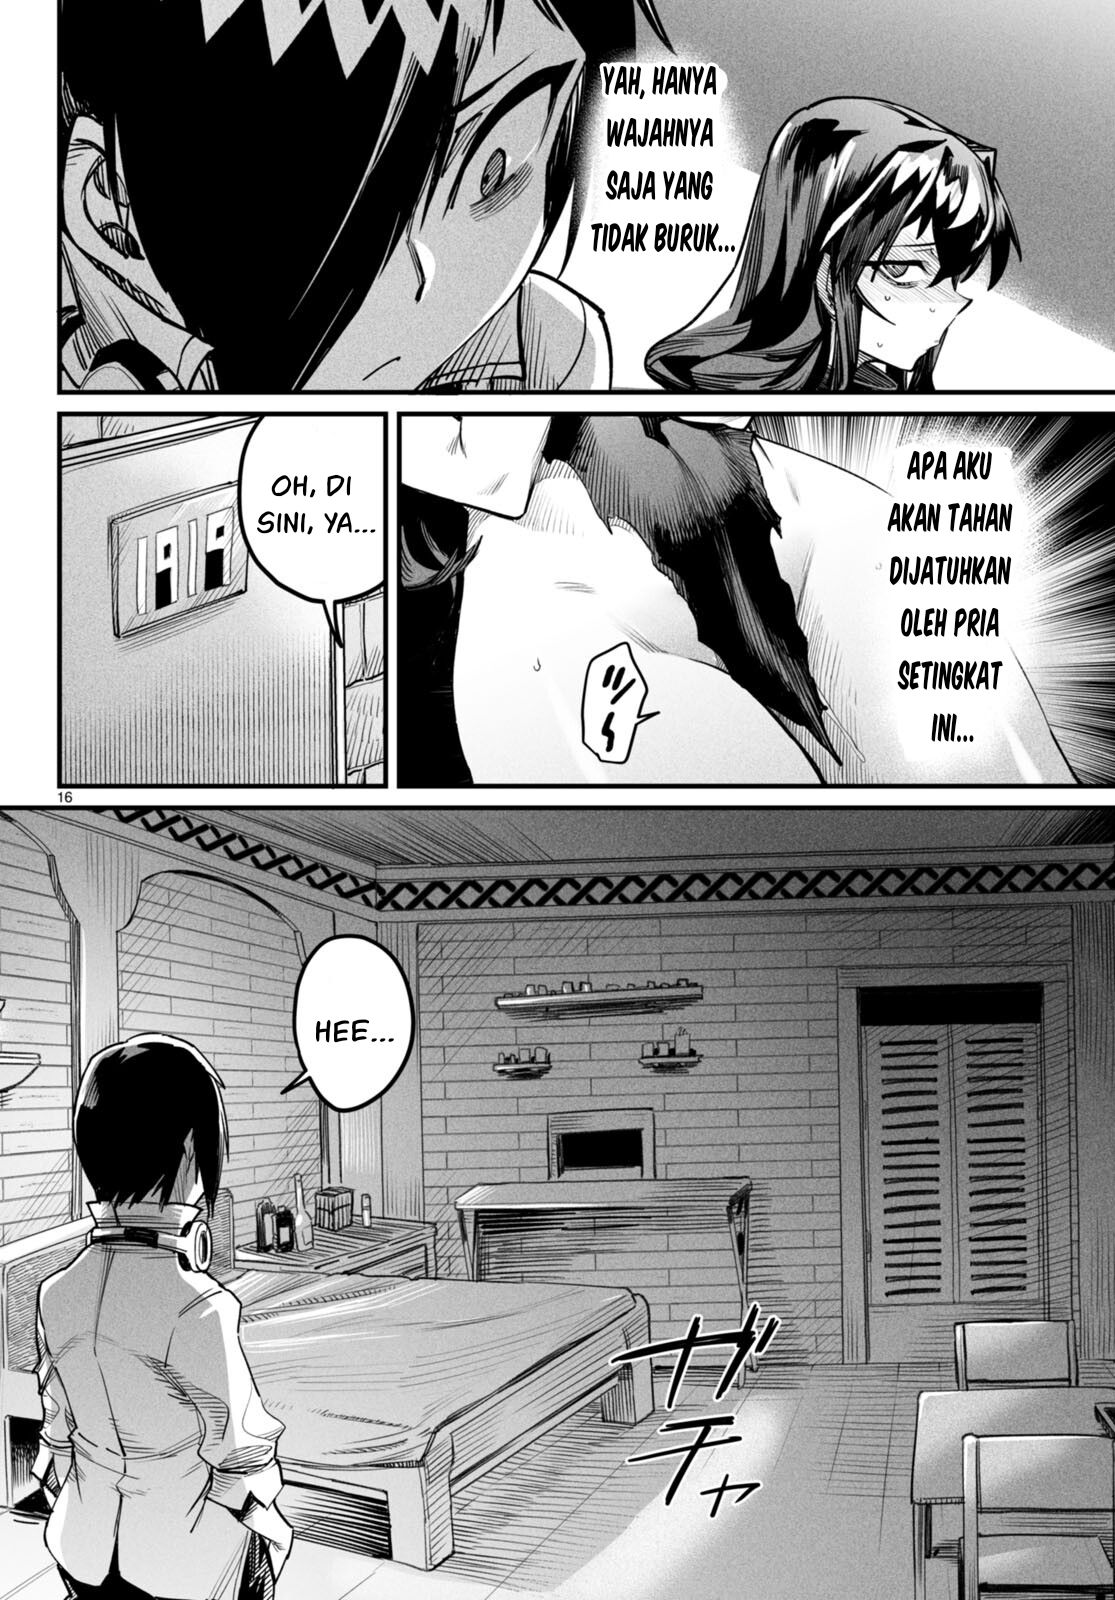 YAH, HANYA
WAJAHNYA
SAJA YANG
TIDAK BURUK...
OH, DI
SINI, YA...
1919
APA AKU
AKAN TAHAN
DIJATUHKAN
OLEH PRIA
SETINGKAT
INI...
16
HEE...
ガ
チャ